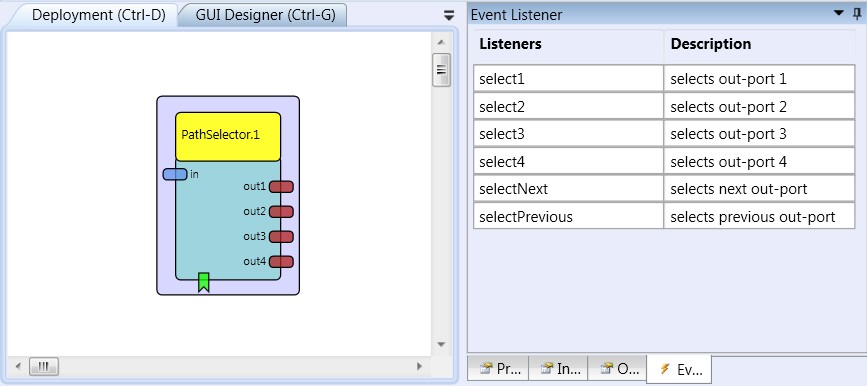 Deployment (Ctrl-D)
GUI Designer (Ctrl-G)
PathSelector.1
in
out1
out2
out3
out4
Event Listener
Listeners Description
select1 selects out-port 1
select2 selects out-port 2
select3 selects out-port 3
select4 selects out-port 4
selectNext selects next out-port
selectPrevious selects previous out-port
Pr... In... O... Ev...